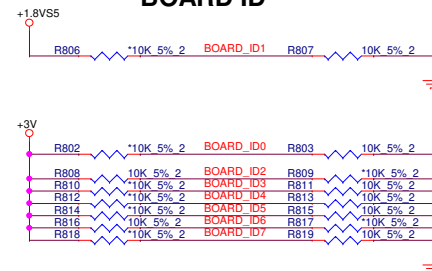 BOARD ID
+1.8VS5
R806 *10K_5%_2 BOARD_ID1 R807 10K_5%_2
+3V
R802 *10K_5%_2 BOARD_ID0 R803 10K_5%_2
R808 10K_5%_2 BOARD_ID2 R809 *10K_5%_2
R810 *10K_5%_2 BOARD_ID3 R811 10K_5%_2
R812 *10K_5%_2 BOARD_ID4 R813 10K_5%_2
R814 *10K_5%_2 BOARD_ID5 R815 10K_5%_2
R816 10K_5%_2 BOARD_ID6 R817 *10K_5%_2
R818 *10K_5%_2 BOARD_ID7 R819 10K_5%_2